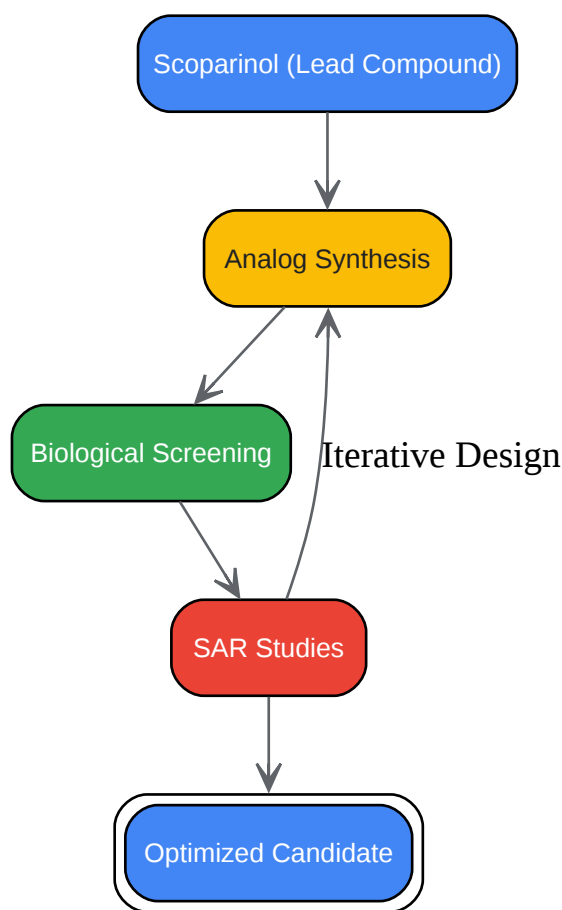 Scoparinol (Lead Compound)
Analog Synthesis
Biological Screening
Iterative Design
SAR Studies
Optimized Candidate